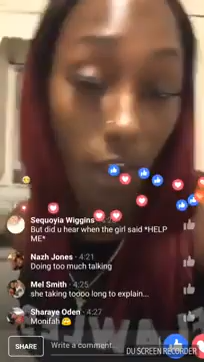 Sequoyia Wiggins
But did u hear when the girl said *HELP
ME*
Nazh Jones · 4:21
Doing too much talking
Mel Smith · 4:25
she taking toooo long to explain...
Sharaye Oden · 4:27
Monifah
SHARE
Write a comment...
DU SCREEN RECORDER